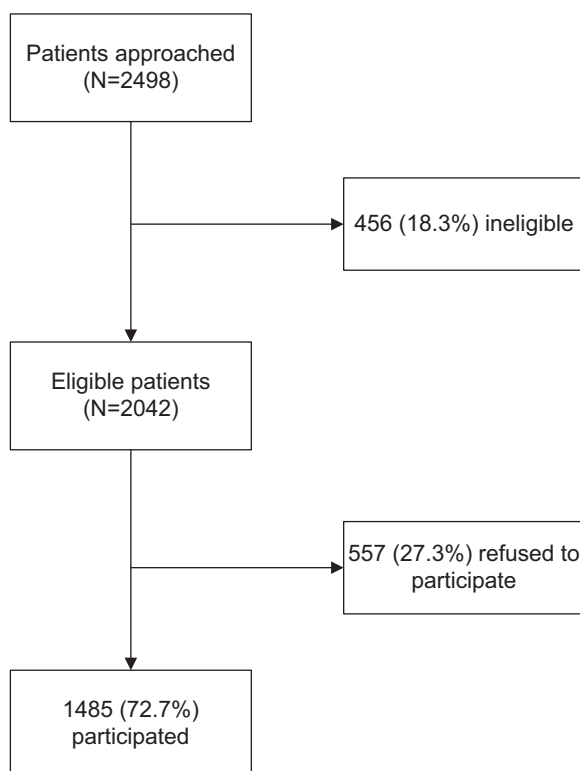 Patients approached
(N=2498)
456 (18.3%) ineligible
Eligible patients
(N=2042)
557 (27.3%) refused to
participate
1485 (72.7%)
participated